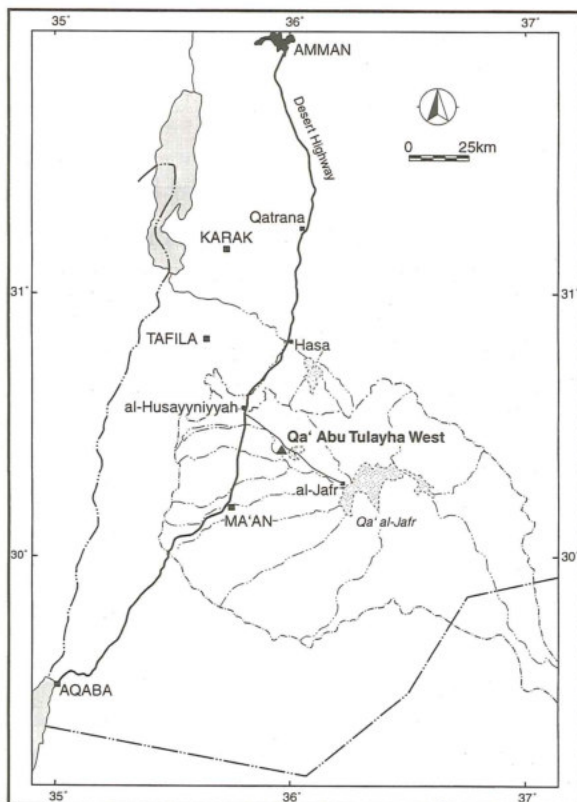 35° 36° 37°
AMMAN
Desert Highway
0 25km
Qatrana
KARAK
31° 31°
TAFILA
Hasa
al-Husayyniyyah
Qa‘ Abu Tulayha West
al-Jafr
MA‘AN
Qa‘ al-Jafr
30° 30°
AQABA
35° 36° 37°